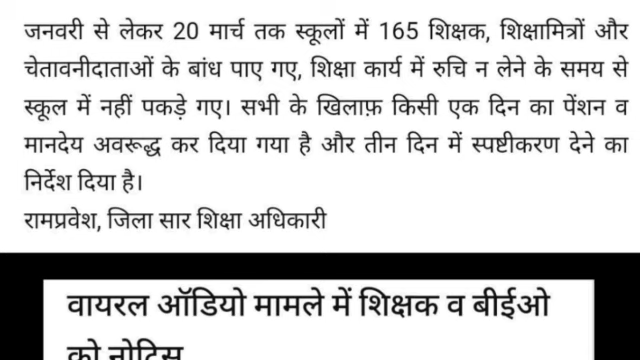 जनवरी से लेकर 20 मार्च तक स्कूलों में 165 शिक्षक, शिक्षामित्रों और
चेतावनीदाताओं के बांध पाए गए, शिक्षा कार्य में रुचि न लेने के समय से
स्कूल में नहीं पकड़े गए। सभी के खिलाफ़ किसी एक दिन का पेंशन व
मानदेय अवरूद्ध कर दिया गया है और तीन दिन में स्पष्टीकरण देने का
निर्देश दिया है।
रामप्रवेश, जिला सार शिक्षा अधिकारी
वायरल ऑडियो मामले में शिक्षक व बीईओ
को नोटिस